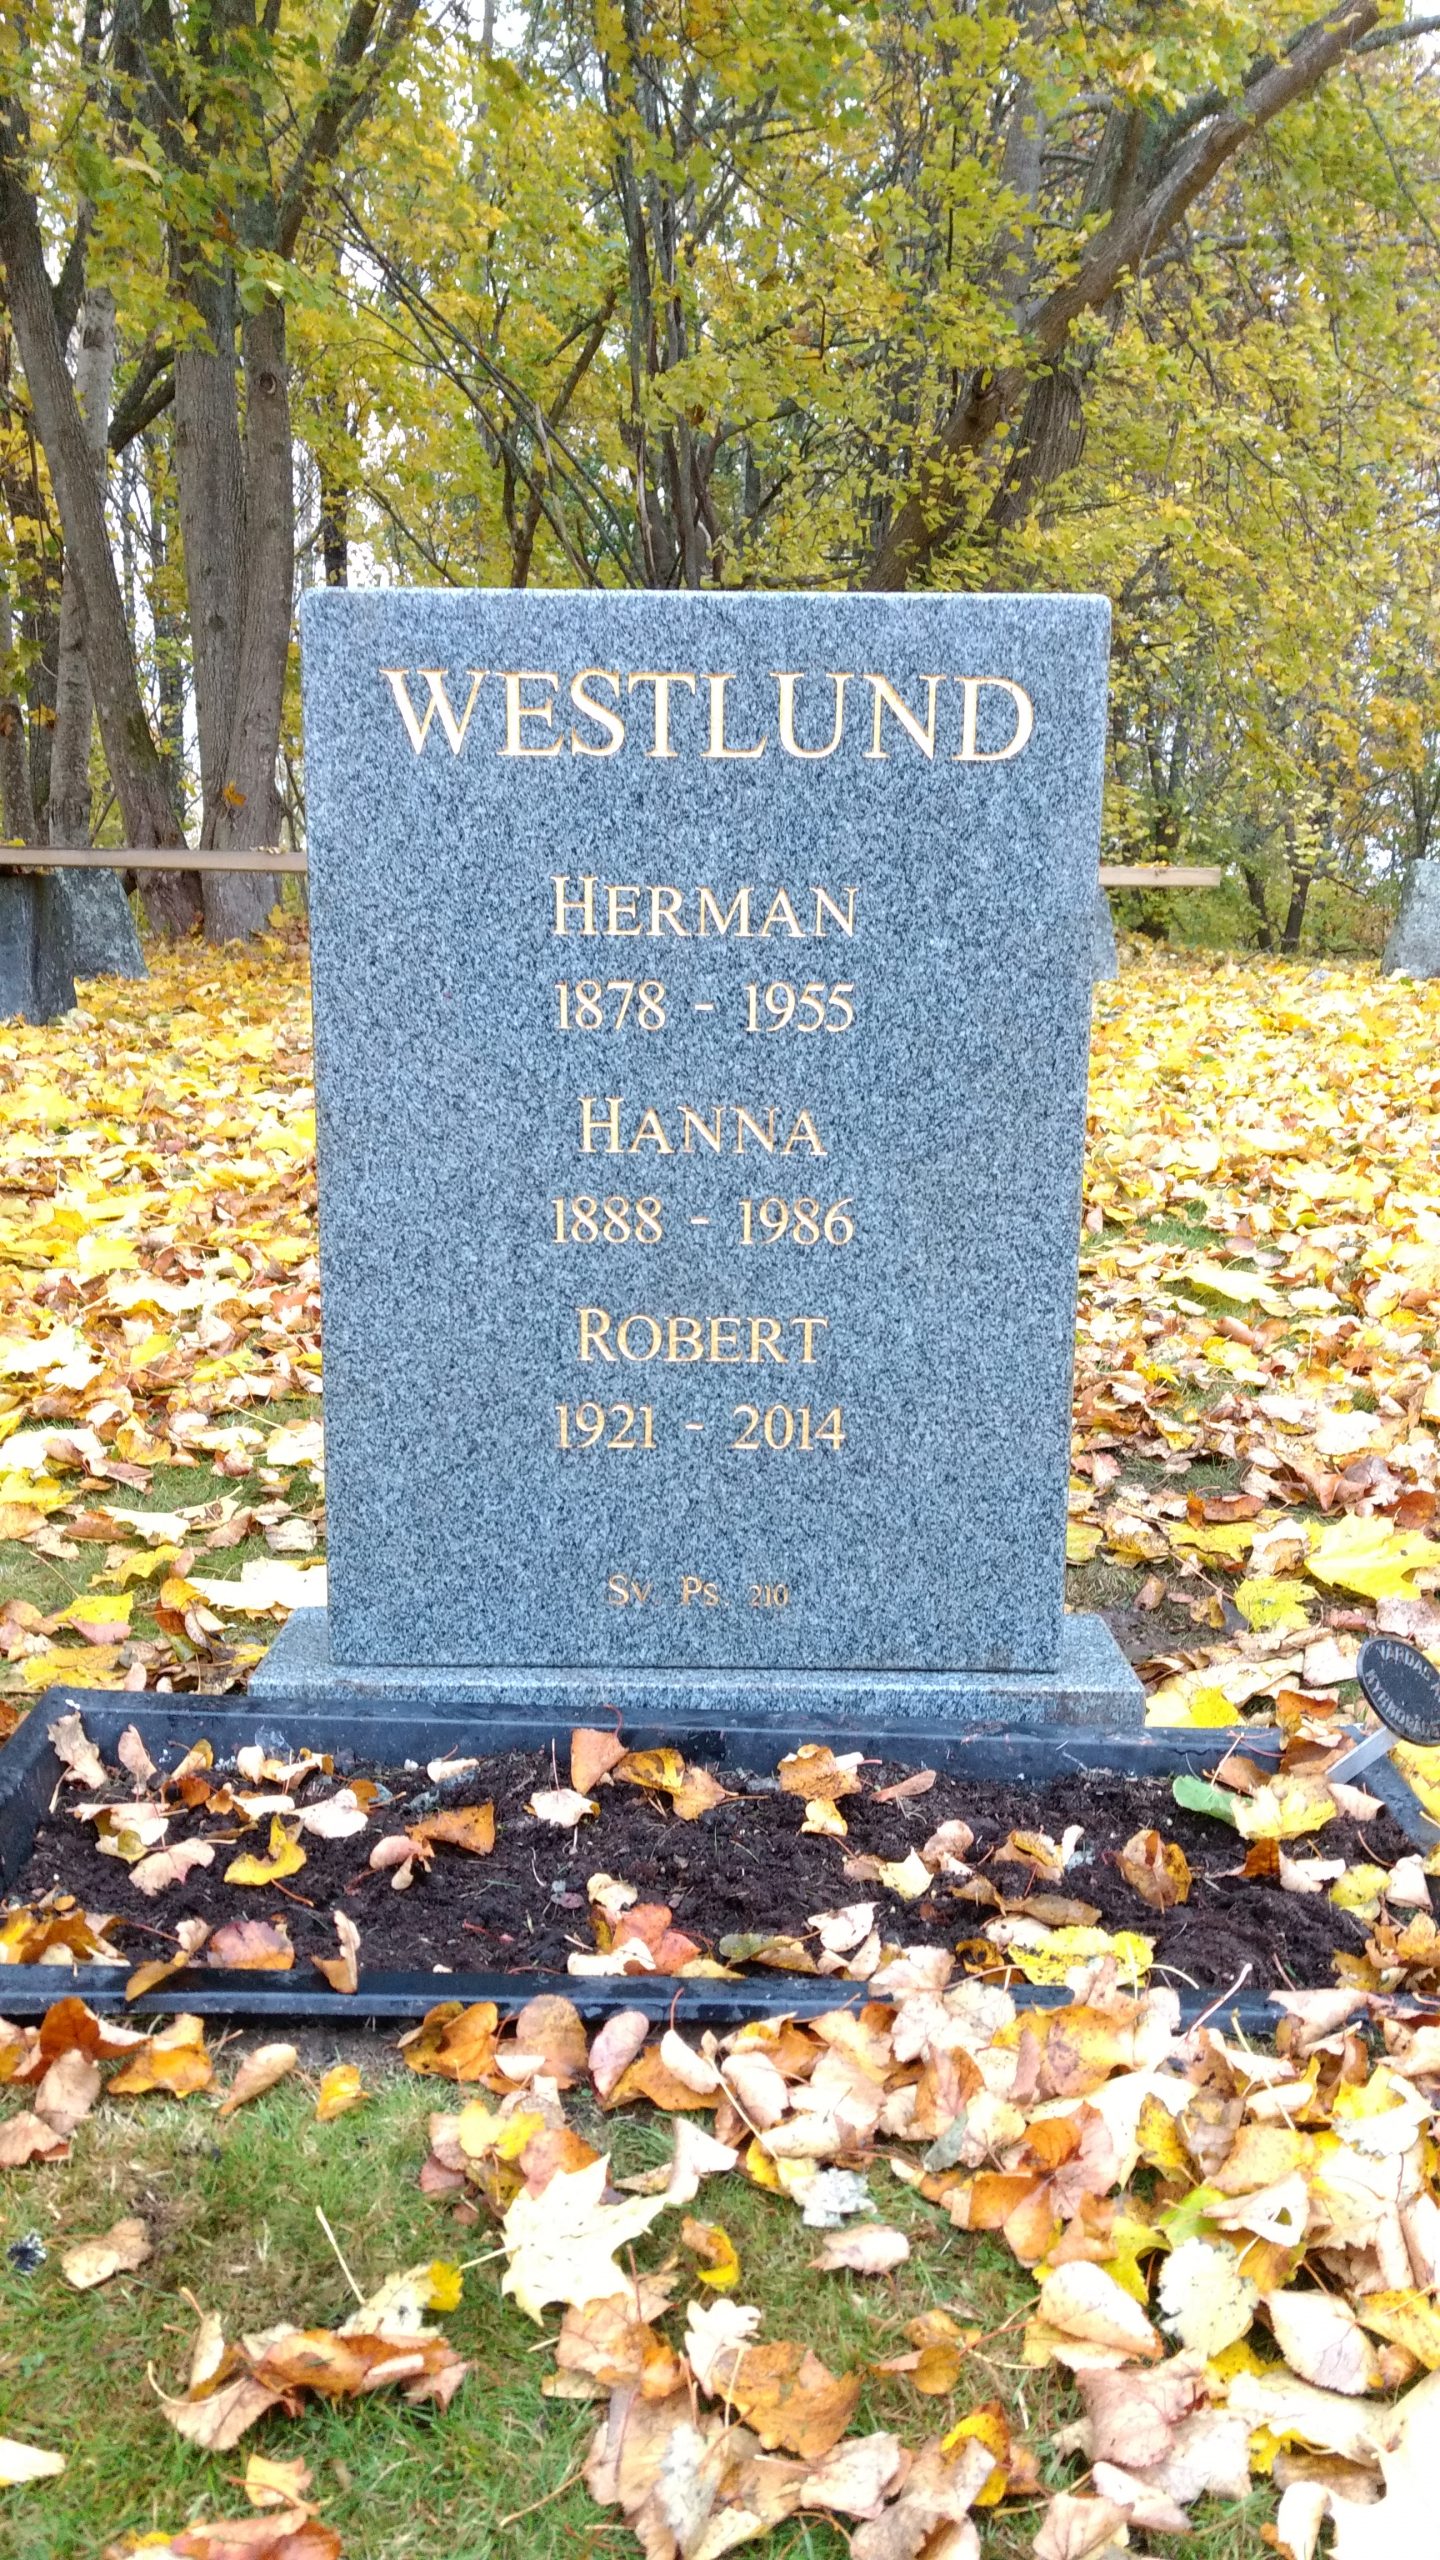 WESTLUND
HERMAN
1878 - 1955
HANNA
1888 - 1986
ROBERT
1921 - 2014
SV. PS. 210